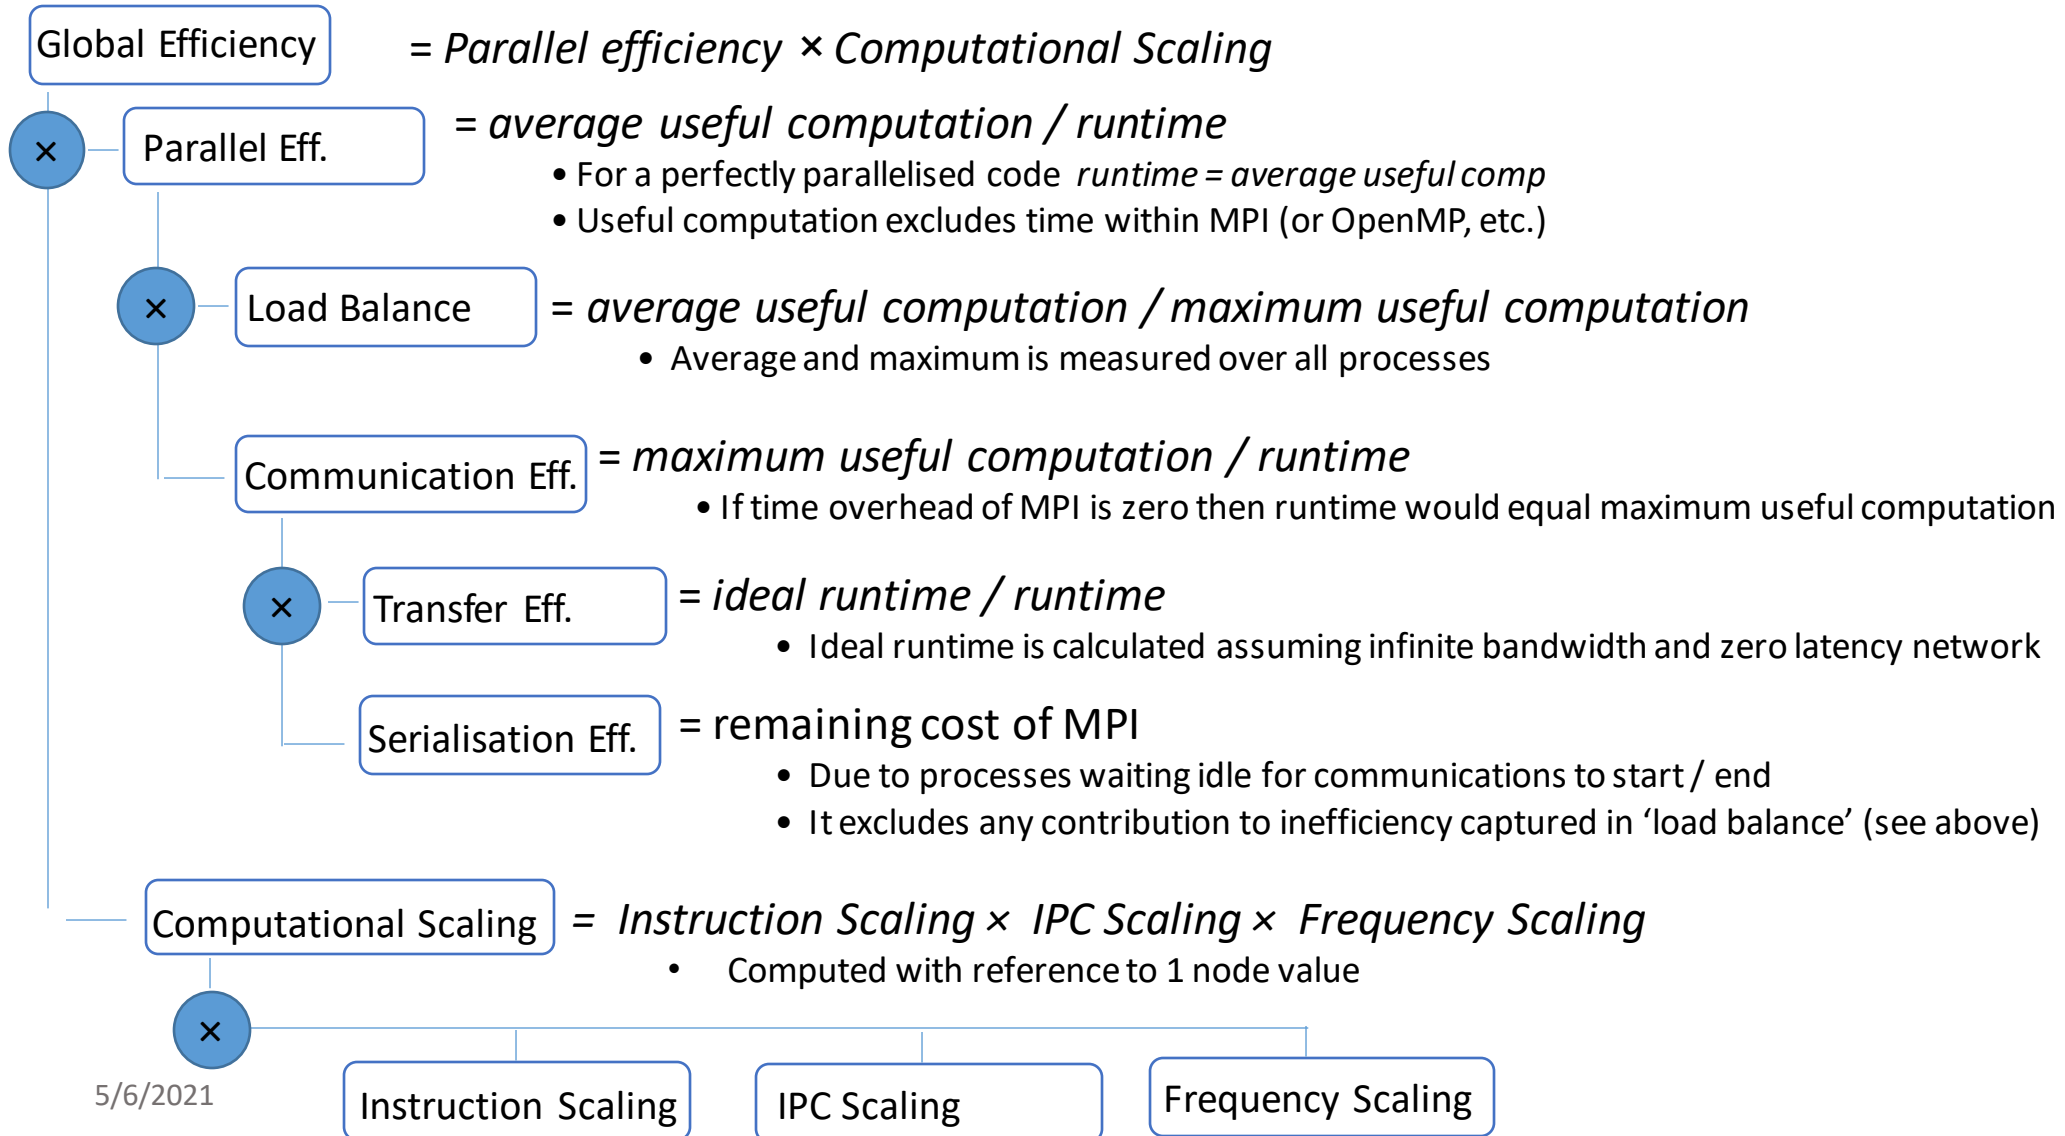 Global Efficiency = Parallel efficiency × Computational Scaling
× Parallel Eff. = average useful computation / runtime
• For a perfectly parallelised code runtime = average useful comp
• Useful computation excludes time within MPI (or OpenMP, etc.)
× Load Balance = average useful computation / maximum useful computation
• Average and maximum is measured over all processes
Communication Eff. = maximum useful computation / runtime
• If time overhead of MPI is zero then runtime would equal maximum useful computation
× Transfer Eff. = ideal runtime / runtime
• Ideal runtime is calculated assuming infinite bandwidth and zero latency network
Serialisation Eff. = remaining cost of MPI
• Due to processes waiting idle for communications to start / end
• It excludes any contribution to inefficiency captured in ‘load balance’ (see above)
Computational Scaling = Instruction Scaling × IPC Scaling × Frequency Scaling
• Computed with reference to 1 node value
×
5/6/2021 Instruction Scaling IPC Scaling Frequency Scaling